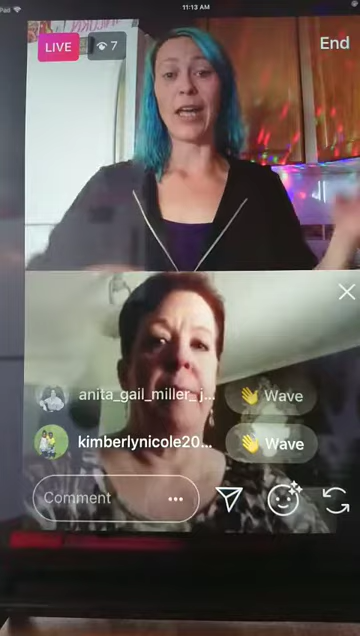 11:13 AM
LIVE 7
End
anita_gail_miller_j...
Wave
kimberlynicole20...
Wave
Comment